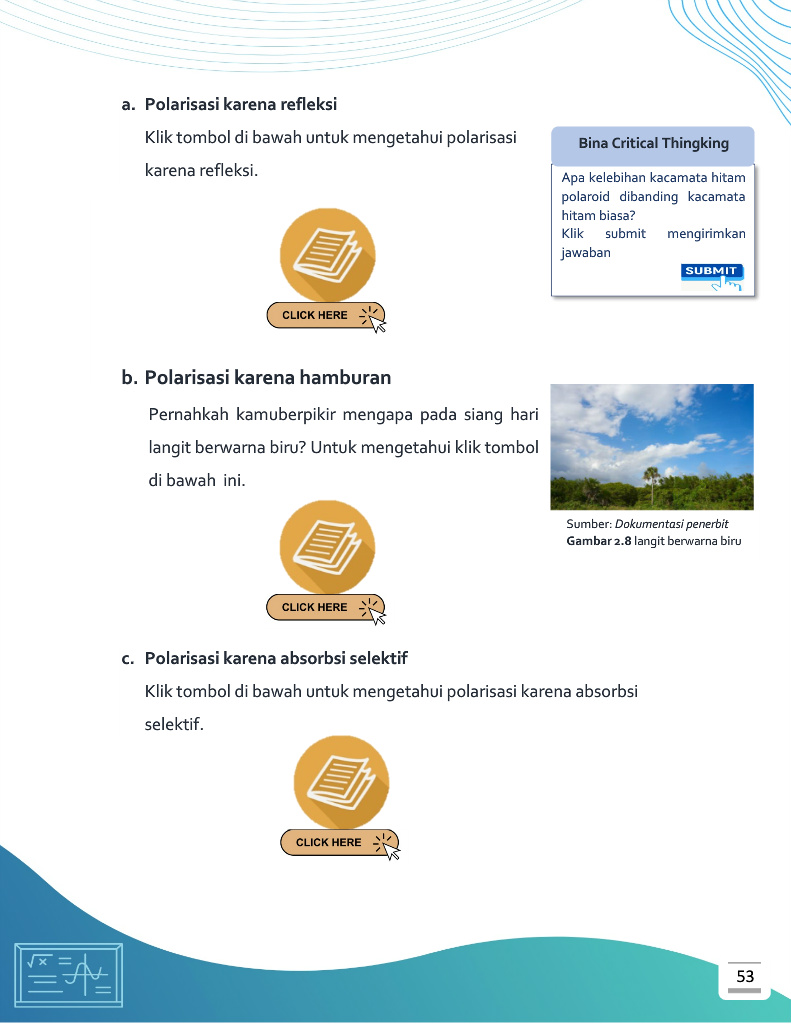 a. Polarisasi karena refleksi
Klik tombol di bawah untuk mengetahui polarisasi
karena refleksi.
CLICK HERE
Bina Critical Thingking
Apa kelebihan kacamata hitam
polaroid dibanding kacamata
hitam biasa?
Klik submit mengirimkan
jawaban
SUBMIT
b. Polarisasi karena hamburan
Pernahkah kamuberpikir mengapa pada siang hari
langit berwarna biru? Untuk mengetahui klik tombol
di bawah ini.
CLICK HERE
Sumber: Dokumentasi penerbit
Gambar 2.8 langit berwarna biru
c. Polarisasi karena absorbsi selektif
Klik tombol di bawah untuk mengetahui polarisasi karena absorbsi
selektif.
CLICK HERE
√x
53